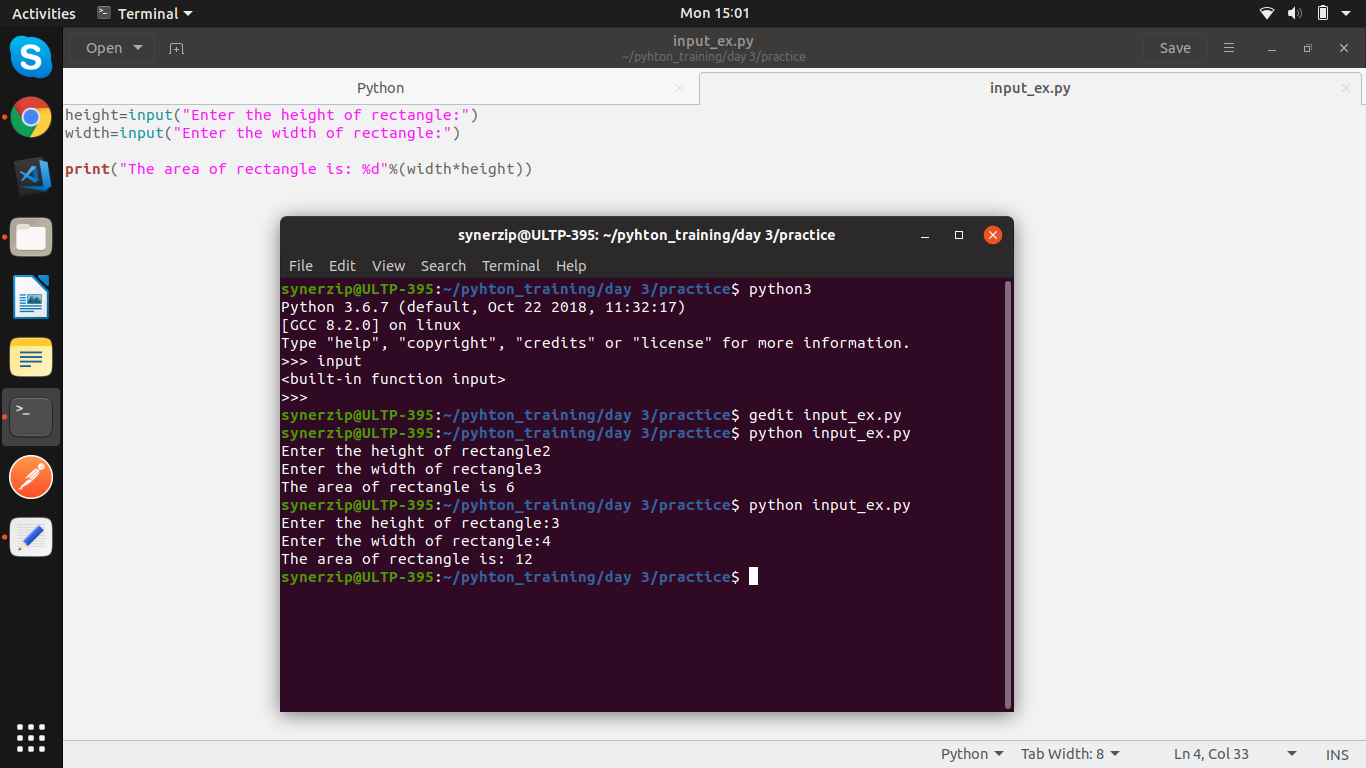 Activities Terminal Mon 15:01
Open input_ex.py Save
~/pyhton_training/day 3/practice
Python input_ex.py
height=input("Enter the height of rectangle:")
width=input("Enter the width of rectangle:")
print("The area of rectangle is: %d"%(width*height))
synerzip@ULTP-395: ~/pyhton_training/day 3/practice
File Edit View Search Terminal Help
synerzip@ULTP-395:~/pyhton_training/day 3/practice$ python3
Python 3.6.7 (default, Oct 22 2018, 11:32:17)
[GCC 8.2.0] on linux
Type "help", "copyright", "credits" or "license" for more information.
>>> input
<built-in function input>
>>>
synerzip@ULTP-395:~/pyhton_training/day 3/practice$ gedit input_ex.py
synerzip@ULTP-395:~/pyhton_training/day 3/practice$ python input_ex.py
Enter the height of rectangle2
Enter the width of rectangle3
The area of rectangle is 6
synerzip@ULTP-395:~/pyhton_training/day 3/practice$ python input_ex.py
Enter the height of rectangle:3
Enter the width of rectangle:4
The area of rectangle is: 12
synerzip@ULTP-395:~/pyhton_training/day 3/practice$
Python Tab Width: 8 Ln 4, Col 33 INS